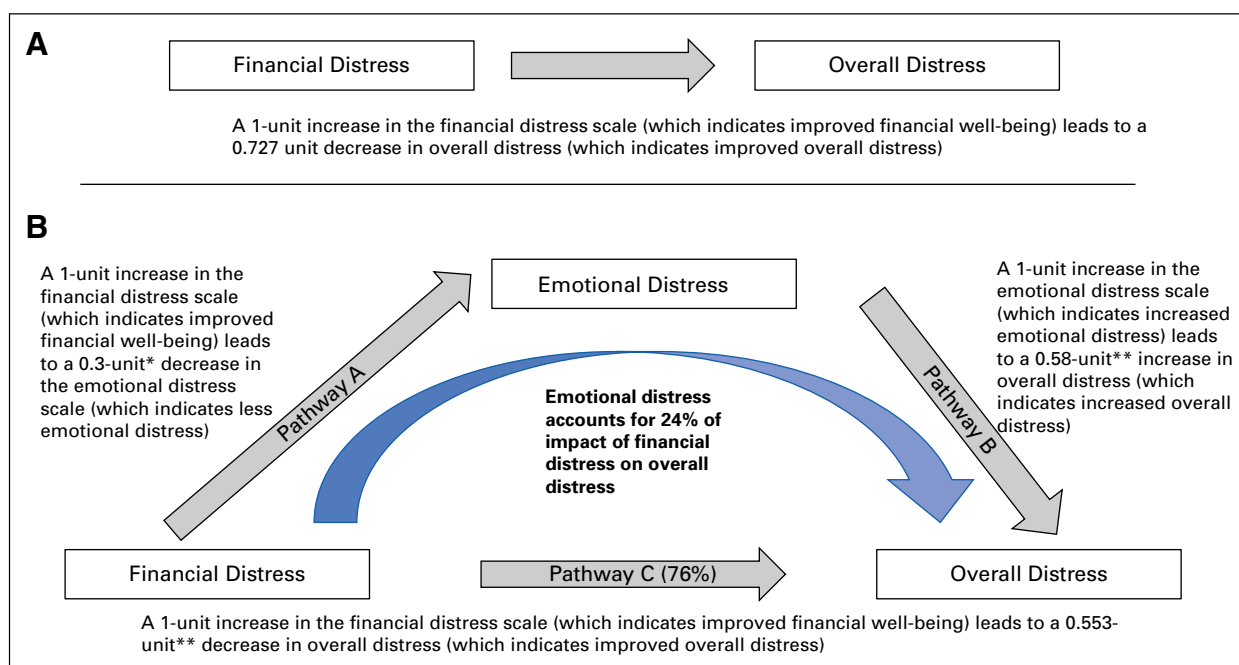 A
Financial Distress
Overall Distress
A 1-unit increase in the financial distress scale (which indicates improved financial well-being) leads to a
0.727 unit decrease in overall distress (which indicates improved overall distress)
B
A 1-unit increase in the
financial distress scale
(which indicates improved
financial well-being) leads
to a 0.3-unit* decrease in
the emotional distress
scale (which indicates less
emotional distress)
Pathway A
Emotional Distress
Emotional distress
accounts for 24% of
impact of financial
distress on overall
distress
Pathway B
A 1-unit increase in the
emotional distress scale
(which indicates increased
emotional distress) leads
to a 0.58-unit** increase in
overall distress (which
indicates increased overall
distress)
Financial Distress
Pathway C (76%)
Overall Distress
A 1-unit increase in the financial distress scale (which indicates improved financial well-being) leads to a 0.553-
unit** decrease in overall distress (which indicates improved overall distress)